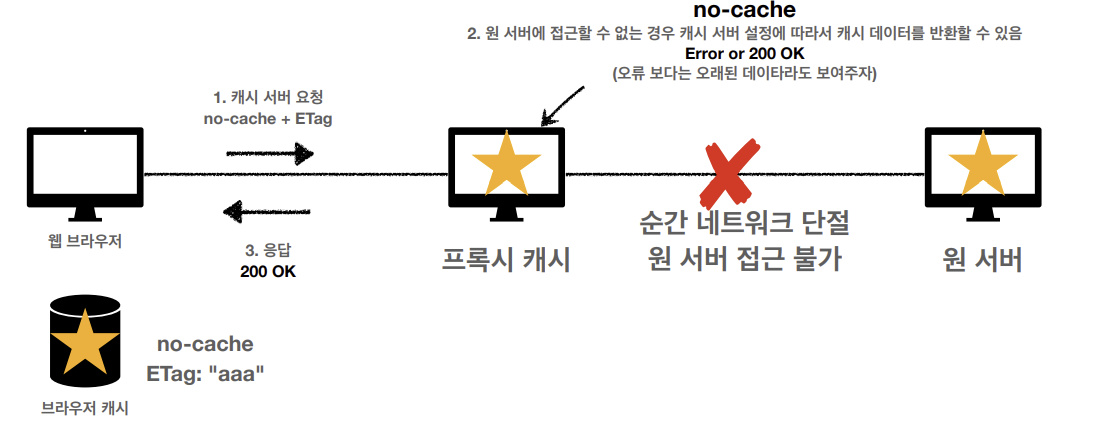 no-cache
2. 원 서버에 접근할 수 없는 경우 캐시 서버 설정에 따라서 캐시 데이터를 반환할 수 있음
Error or 200 OK
(오류 보다는 오래된 데이타라도 보여주자)
1. 캐시 서버 요청
no-cache + ETag
웹 브라우저
3. 응답
200 OK
프록시 캐시
순간 네트워크 단절
원 서버 접근 불가
원 서버
no-cache
ETag: "aaa"
브라우저 캐시